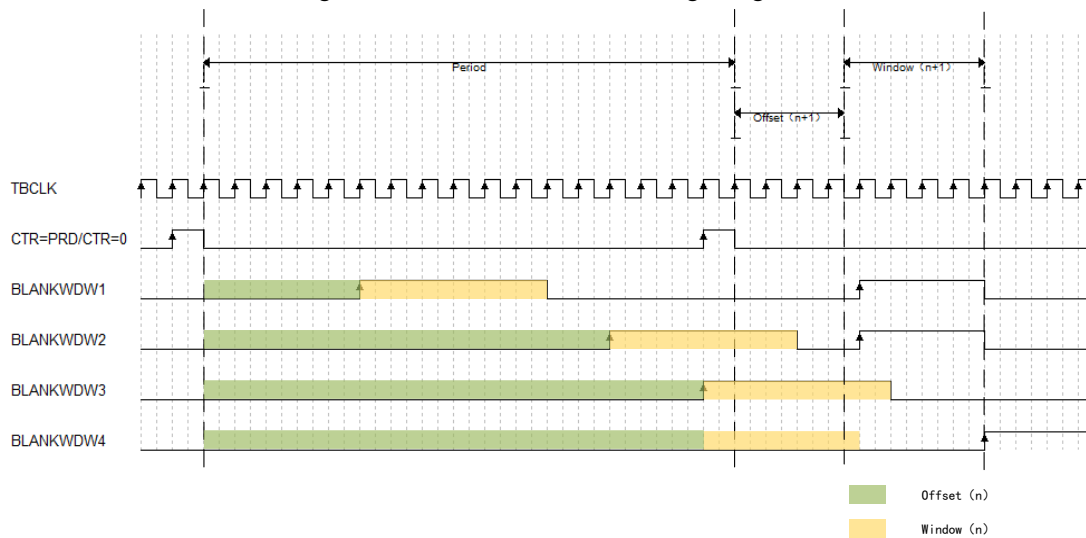 Period
Window（n+1）
Offset（n+1）
TBCLK
CTR=PRD/CTR=0
BLANKWDW1
BLANKWDW2
BLANKWDW3
BLANKWDW4
Offset（n）
Window（n）